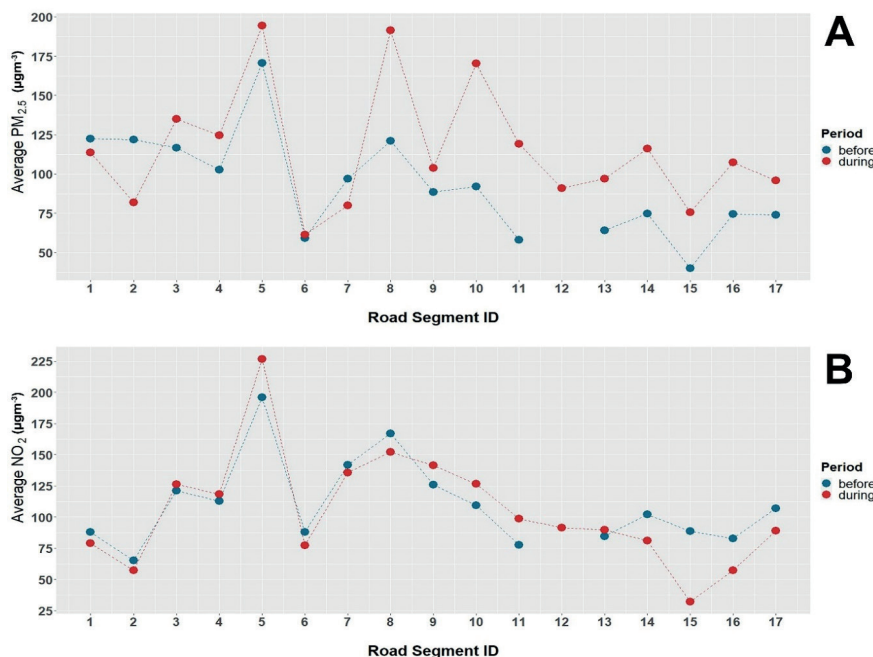 A
Average PM2.5 (µgm-3)
200
175
150
125
100
75
50
1 2 3 4 5 6 7 8 9 10 11 12 13 14 15 16 17
Road Segment ID
Period
before
during
B
Average NO2 (µgm-3)
225
200
175
150
125
100
75
50
25
1 2 3 4 5 6 7 8 9 10 11 12 13 14 15 16 17
Road Segment ID
Period
before
during